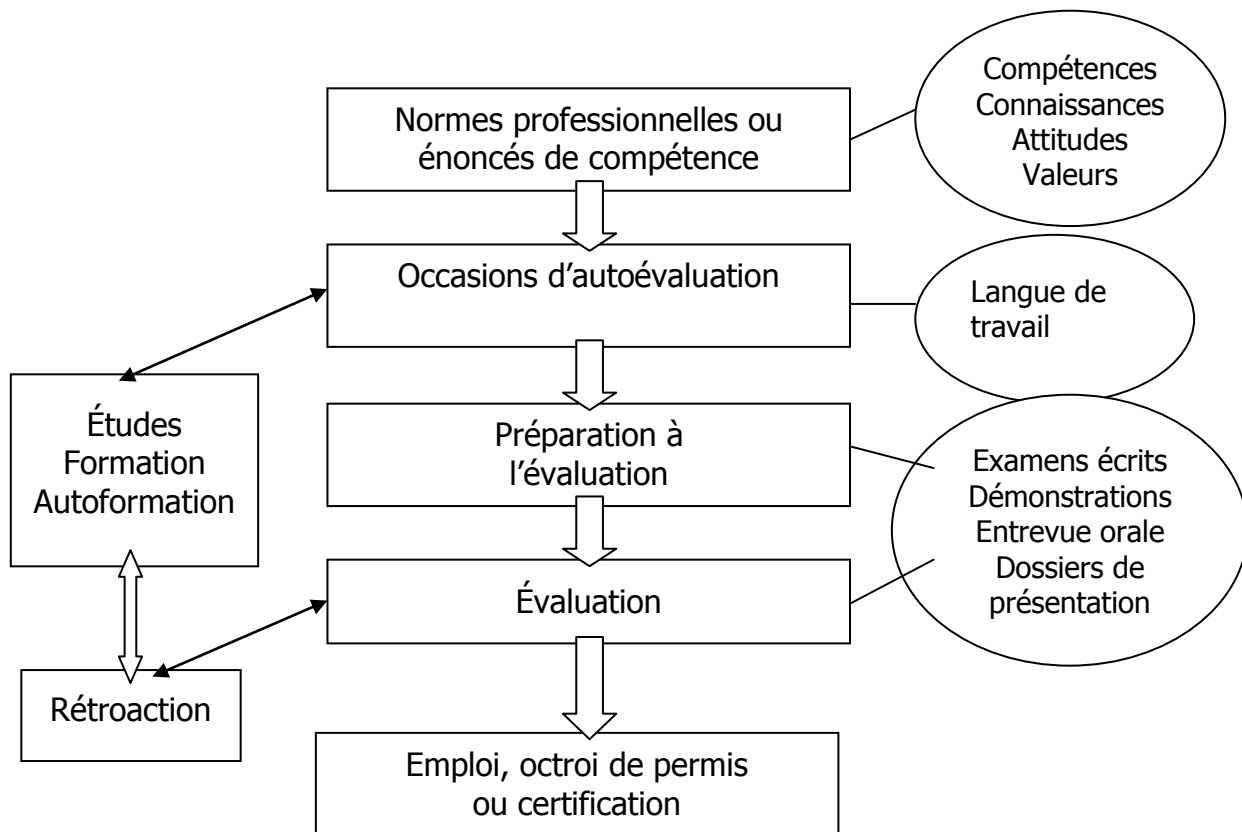 Normes professionnelles ou
énoncés de compétence
Compétences
Connaissances
Attitudes
Valeurs
Occasions d’autoévaluation
Langue de
travail
Études
Formation
Autoformation
Préparation à
l’évaluation
Examens écrits
Démonstrations
Entrevue orale
Dossiers de
présentation
Évaluation
Rétroaction
Emploi, octroi de permis
ou certification